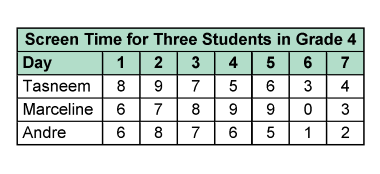 Screen Time for Three Students in Grade 4
Day 1 2 3 4 5 6 7
Tasneem 8 9 7 5 6 3 4
Marceline 6 7 8 9 9 0 3
Andre 6 8 7 6 5 1 2